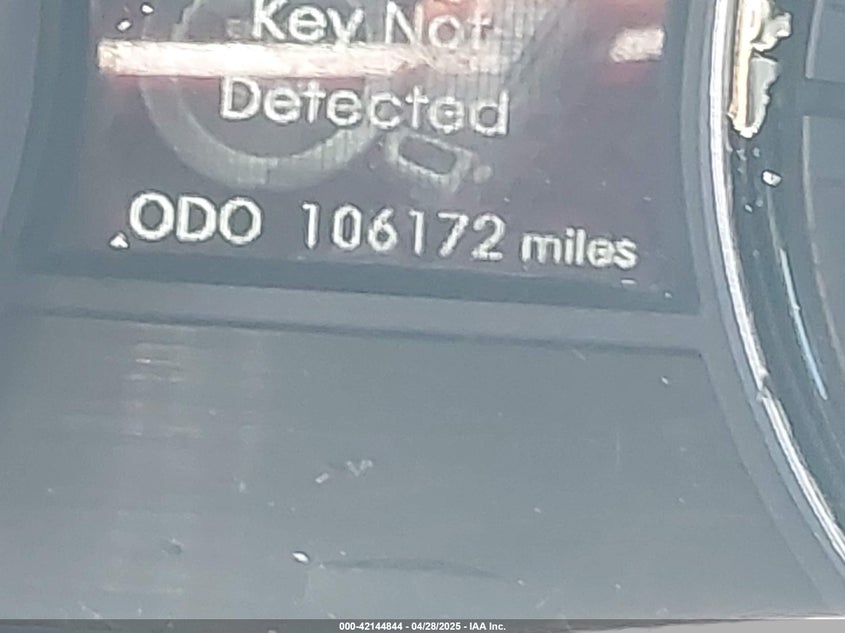 Key Not
Detected
ODO 106172 miles
000-42144844 - 04/28/2025 - IAA Inc.